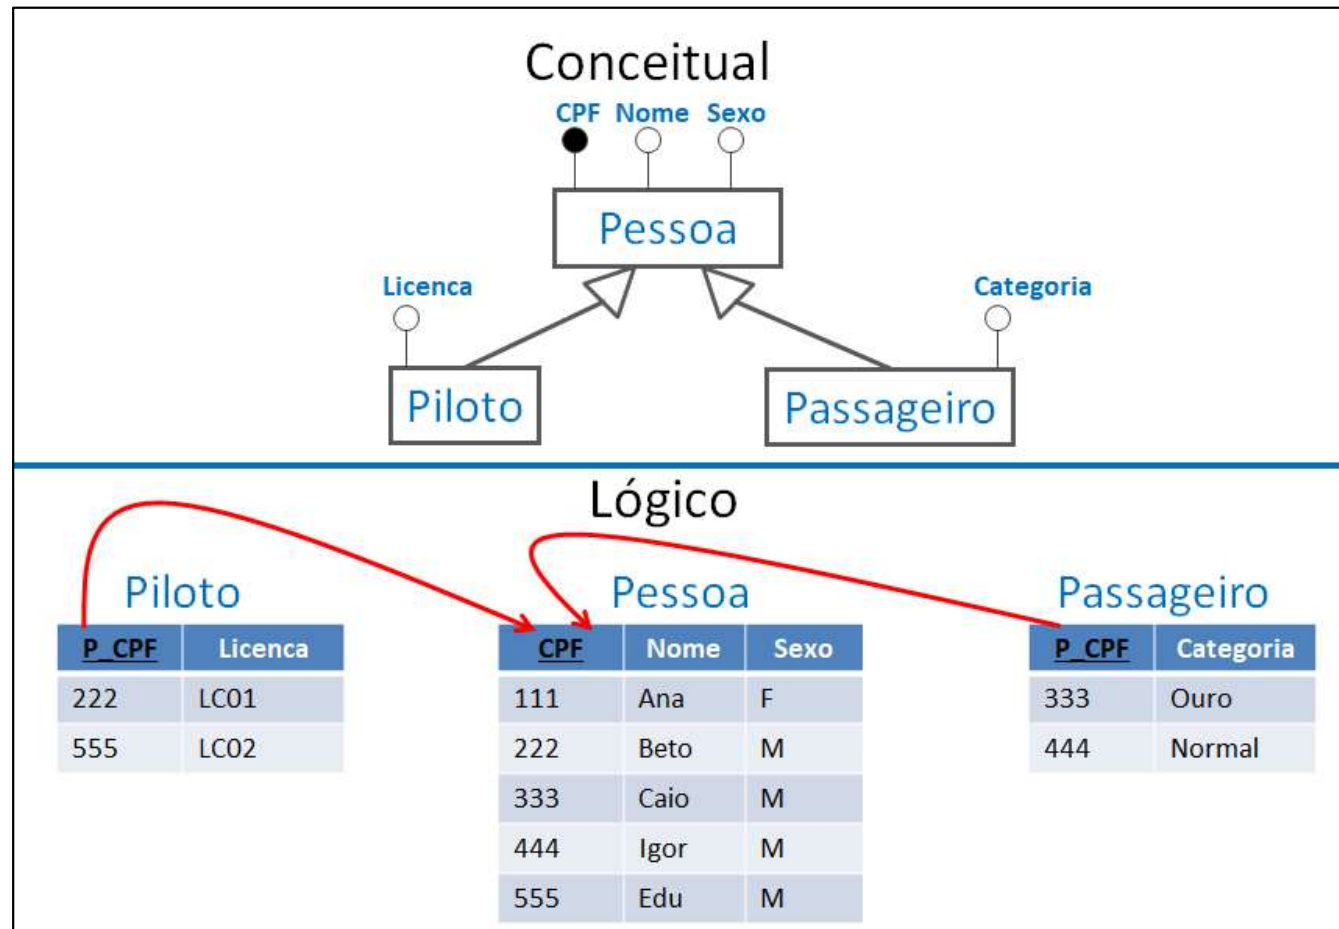 Conceitual
CPF Nome Sexo
Pessoa
Licenca
Categoria
Piloto
Passageiro
Lógico
Piloto
P_CPF Licenca
222 LC01
555 LC02
Pessoa
CPF Nome Sexo
111 Ana F
222 Beto M
333 Caio M
444 Igor M
555 Edu M
Passageiro
P_CPF Categoria
333 Ouro
444 Normal